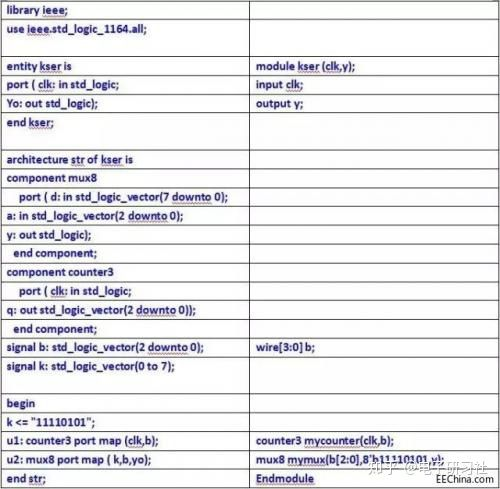 library ieee;
use ieee.std_logic_1164.all;
entity kser is module kser (clk,y);
port ( clk: in std_logic; input clk;
Yo: out std_logic); output y;
end kser;
architecture str of kser is
component mux8
port ( d: in std_logic_vector(7 downto 0);
a: in std_logic_vector(2 downto 0);
y: out std_logic);
end component;
component counter3
port ( clk: in std_logic;
q: out std_logic_vector(2 downto 0));
end component;
signal b: std_logic_vector(2 downto 0); wire[3:0] b;
signal k: std_logic_vector(0 to 7);
begin
k <= "11110101";
u1: counter3 port map (clk,b); counter3 mycounter(clk,b);
u2: mux8 port map ( k,b,yo); mux8 mymux(b[2:0],8'b11110101,y);
end str; Endmodule
知乎 @电子研习社
EEChina.com